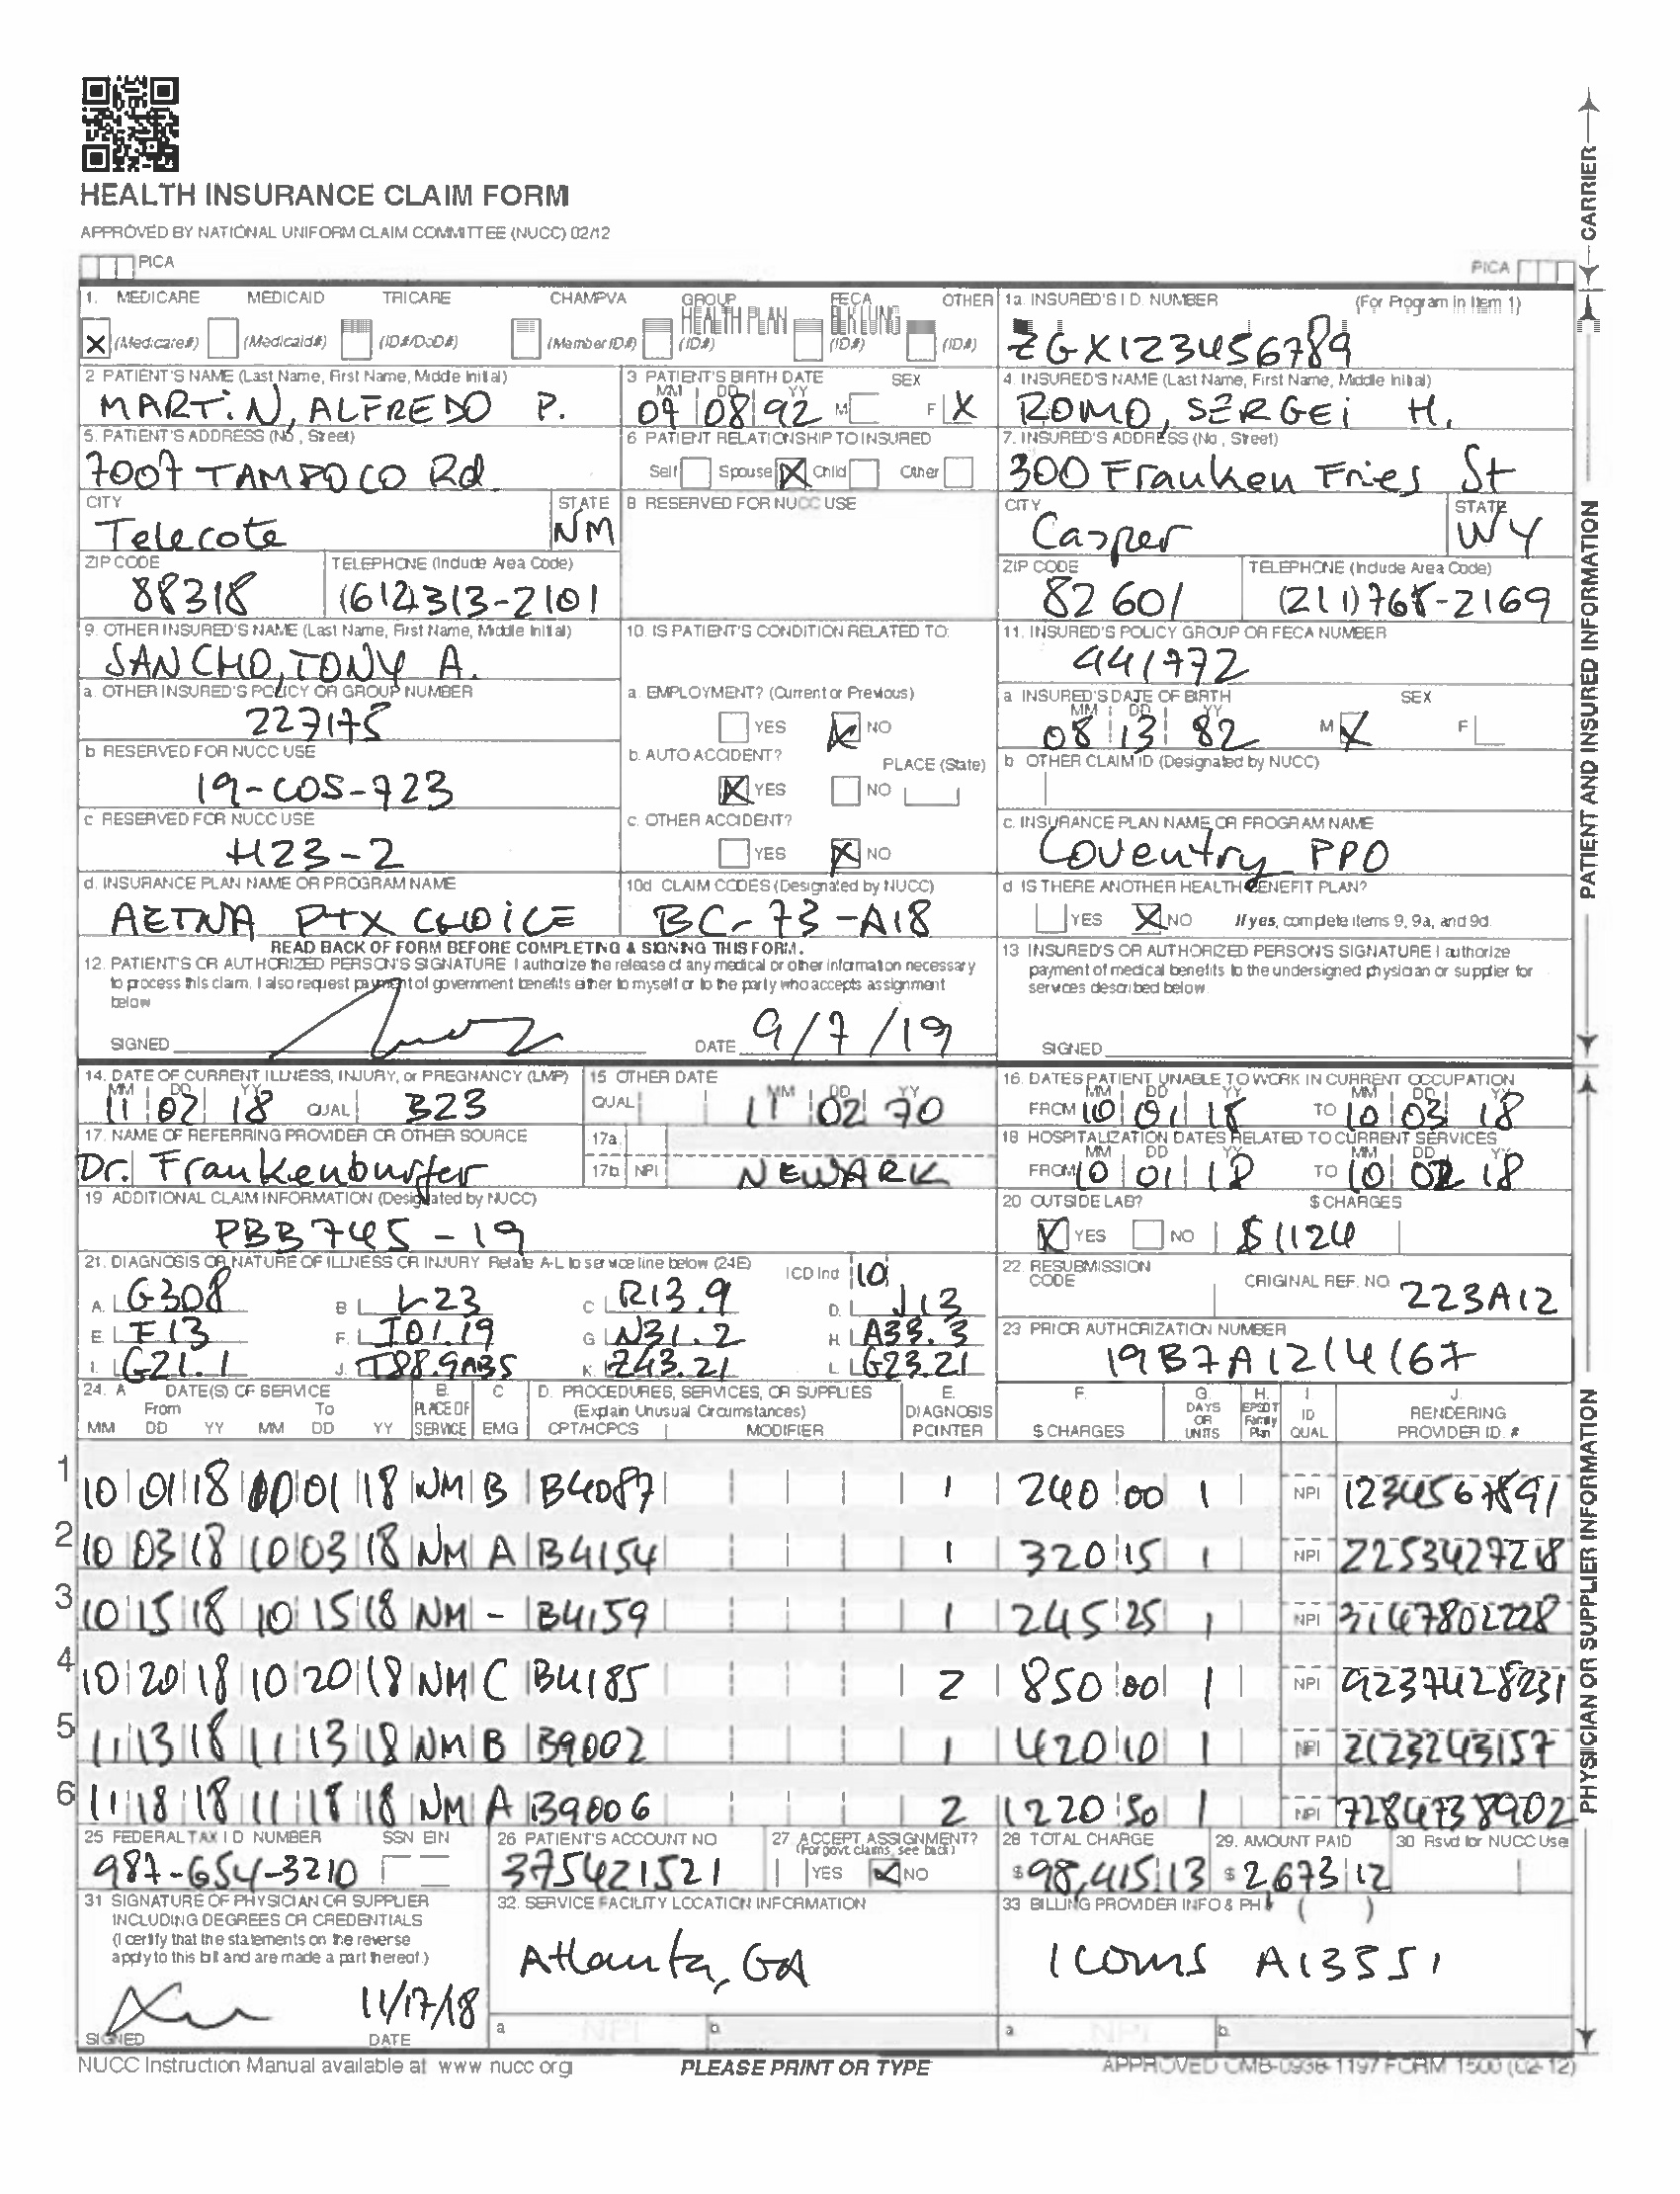 HEALTH INSURANCE CLAIM FORM
APPROVED BY NATIONAL UNIFORM CLAIM COMMITTEE (NUCC) 02/12
PICA PICA
CARRIER
1. MEDICARE MEDICAID TRICARE CHAMPVA GROUP HEALTH PLAN FECA BLK LUNG OTHER
X (Medicare#) (Medicaid#) (ID#/DoD#) (Member ID#) (ID#) (ID#) (ID#)
1a. INSURED'S I.D. NUMBER (For Program in Item 1)
ZGX123456789
2 PATIENT'S NAME (Last Name, First Name, Middle Initial)
MARTIN, ALFREDO P.
3 PATIENT'S BIRTH DATE SEX
MM DD YY
09 08 92 M F X
4. INSURED'S NAME (Last Name, First Name, Middle Initial)
ROMO, SERGEI H.
5. PATIENT'S ADDRESS (No, Street)
7007 TAMPOCO Rd.
6 PATIENT RELATIONSHIP TO INSURED
Self Spouse X Child Other
7. INSURED'S ADDRESS (No, Street)
300 Franken Fries St
CITY STATE
Telecote NM
8 RESERVED FOR NUCC USE
CITY STATE
Casper WY
ZIP CODE TELEPHONE (Include Area Code)
88318 (612)313-2101
ZIP CODE TELEPHONE (Include Area Code)
82601 (211)768-2169
9. OTHER INSURED'S NAME (Last Name, First Name, Middle Initial)
SANCHO, TONY A.
10. IS PATIENT'S CONDITION RELATED TO:
11. INSURED'S POLICY GROUP OR FECA NUMBER
441772
a. OTHER INSURED'S POLICY OR GROUP NUMBER
227175
a. EMPLOYMENT? (Current or Previous)
YES X NO
a INSURED'S DATE OF BIRTH SEX
MM DD YY
08 13 82 M X F
b RESERVED FOR NUCC USE
19-COS-723
b. AUTO ACCIDENT? PLACE (State)
X YES NO
b OTHER CLAIM ID (Designated by NUCC)
c RESERVED FOR NUCC USE
H23-2
c. OTHER ACCIDENT?
YES X NO
c. INSURANCE PLAN NAME OR PROGRAM NAME
Coventry PPO
d. INSURANCE PLAN NAME OR PROGRAM NAME
AETNA PTX CHOICE
10d CLAIM CODES (Designated by NUCC)
BC-73-A18
d IS THERE ANOTHER HEALTH BENEFIT PLAN?
YES X NO If yes, complete items 9, 9a, and 9d
READ BACK OF FORM BEFORE COMPLETING & SIGNING THIS FORM.
12. PATIENT'S OR AUTHORIZED PERSON'S SIGNATURE I authorize the release of any medical or other information necessary
to process this claim. I also request payment of government benefits either to myself or to the party who accepts assignment
below
SIGNED DATE 9/7/19
13 INSURED'S OR AUTHORIZED PERSON'S SIGNATURE I authorize
payment of medical benefits to the undersigned physician or supplier for
services described below.
SIGNED
PATIENT AND INSURED INFORMATION
14. DATE OF CURRENT ILLNESS, INJURY, or PREGNANCY (LMP)
MM DD YY
11 02 18 QUAL B23
15 OTHER DATE
QUAL MM DD YY
11 02 70
16. DATES PATIENT UNABLE TO WORK IN CURRENT OCCUPATION
MM DD YY MM DD YY
FROM 10 01 18 TO 10 03 18
17. NAME OF REFERRING PROVIDER OR OTHER SOURCE
Dr. Frankenburfer
17a.
17b NPI NEWARK
18 HOSPITALIZATION DATES RELATED TO CURRENT SERVICES
MM DD YY MM DD YY
FROM 10 01 18 TO 10 02 18
19 ADDITIONAL CLAIM INFORMATION (Designated by NUCC)
PBB745-19
20 OUTSIDE LAB? $ CHARGES
X YES NO $1124
21. DIAGNOSIS OR NATURE OF ILLNESS OR INJURY Relate A-L to service line below (24E) ICD Ind 10
A. G308 B L23 C R13.9 D. J13
E. F13 F. I01.19 G N31.2 H. A33.3
I. G21.1 J. T88.9AB5 K. Z43.21 L. G23.21
22. RESUBMISSION
CODE ORIGINAL REF. NO.
223A12
23 PRIOR AUTHORIZATION NUMBER
19B7A1214167
24. A DATE(S) OF SERVICE B. C D. PROCEDURES, SERVICES, OR SUPPLIES E. F. G. H. I J.
From To PLACE OF (Explain Unusual Circumstances) DIAGNOSIS DAYS OR UNITS EPSDT Family Plan ID QUAL RENDERING
MM DD YY MM DD YY SERVICE EMG CPT/HCPCS MODIFIER POINTER $ CHARGES PROVIDER ID. #
1 10 01 18 10 01 18 NM B B4087 1 240 00 1 NPI 1234567891
2 10 03 18 10 03 18 NM A B4154 1 320 15 1 NPI 2253427218
3 10 15 18 10 15 18 NM - B4159 1 245 25 1 NPI 3147802228
4 10 20 18 10 20 18 NM C B4185 2 850 00 1 NPI 9237428231
5 11 13 18 11 13 18 NM B B9002 1 420 10 1 NPI 2123243157
6 11 18 18 11 18 18 NM A B9006 2 1220 50 1 NPI 7284738902
25 FEDERAL TAX I.D NUMBER SSN EIN
987-654-3210
26 PATIENT'S ACCOUNT NO
375421521
27 ACCEPT ASSIGNMENT?
(For govt. claims, see back)
YES X NO
28 TOTAL CHARGE
$ 98,415 13
29. AMOUNT PAID
$ 2673 12
30 Rsvd for NUCC Use
31 SIGNATURE OF PHYSICIAN OR SUPPLIER
INCLUDING DEGREES OR CREDENTIALS
(I certify that the statements on the reverse
apply to this bill and are made a part thereof.)
11/17/18
SIGNED DATE
32. SERVICE FACILITY LOCATION INFORMATION
Atlanta, GA
a NPI b.
33 BILLING PROVIDER INFO & PH # ( )
1 coms A13551
a. NPI b.
PHYSICIAN OR SUPPLIER INFORMATION
NUCC Instruction Manual available at www nucc org
PLEASE PRINT OR TYPE
APPROVED OMB-0938-1197 FORM 1500 (02-12)